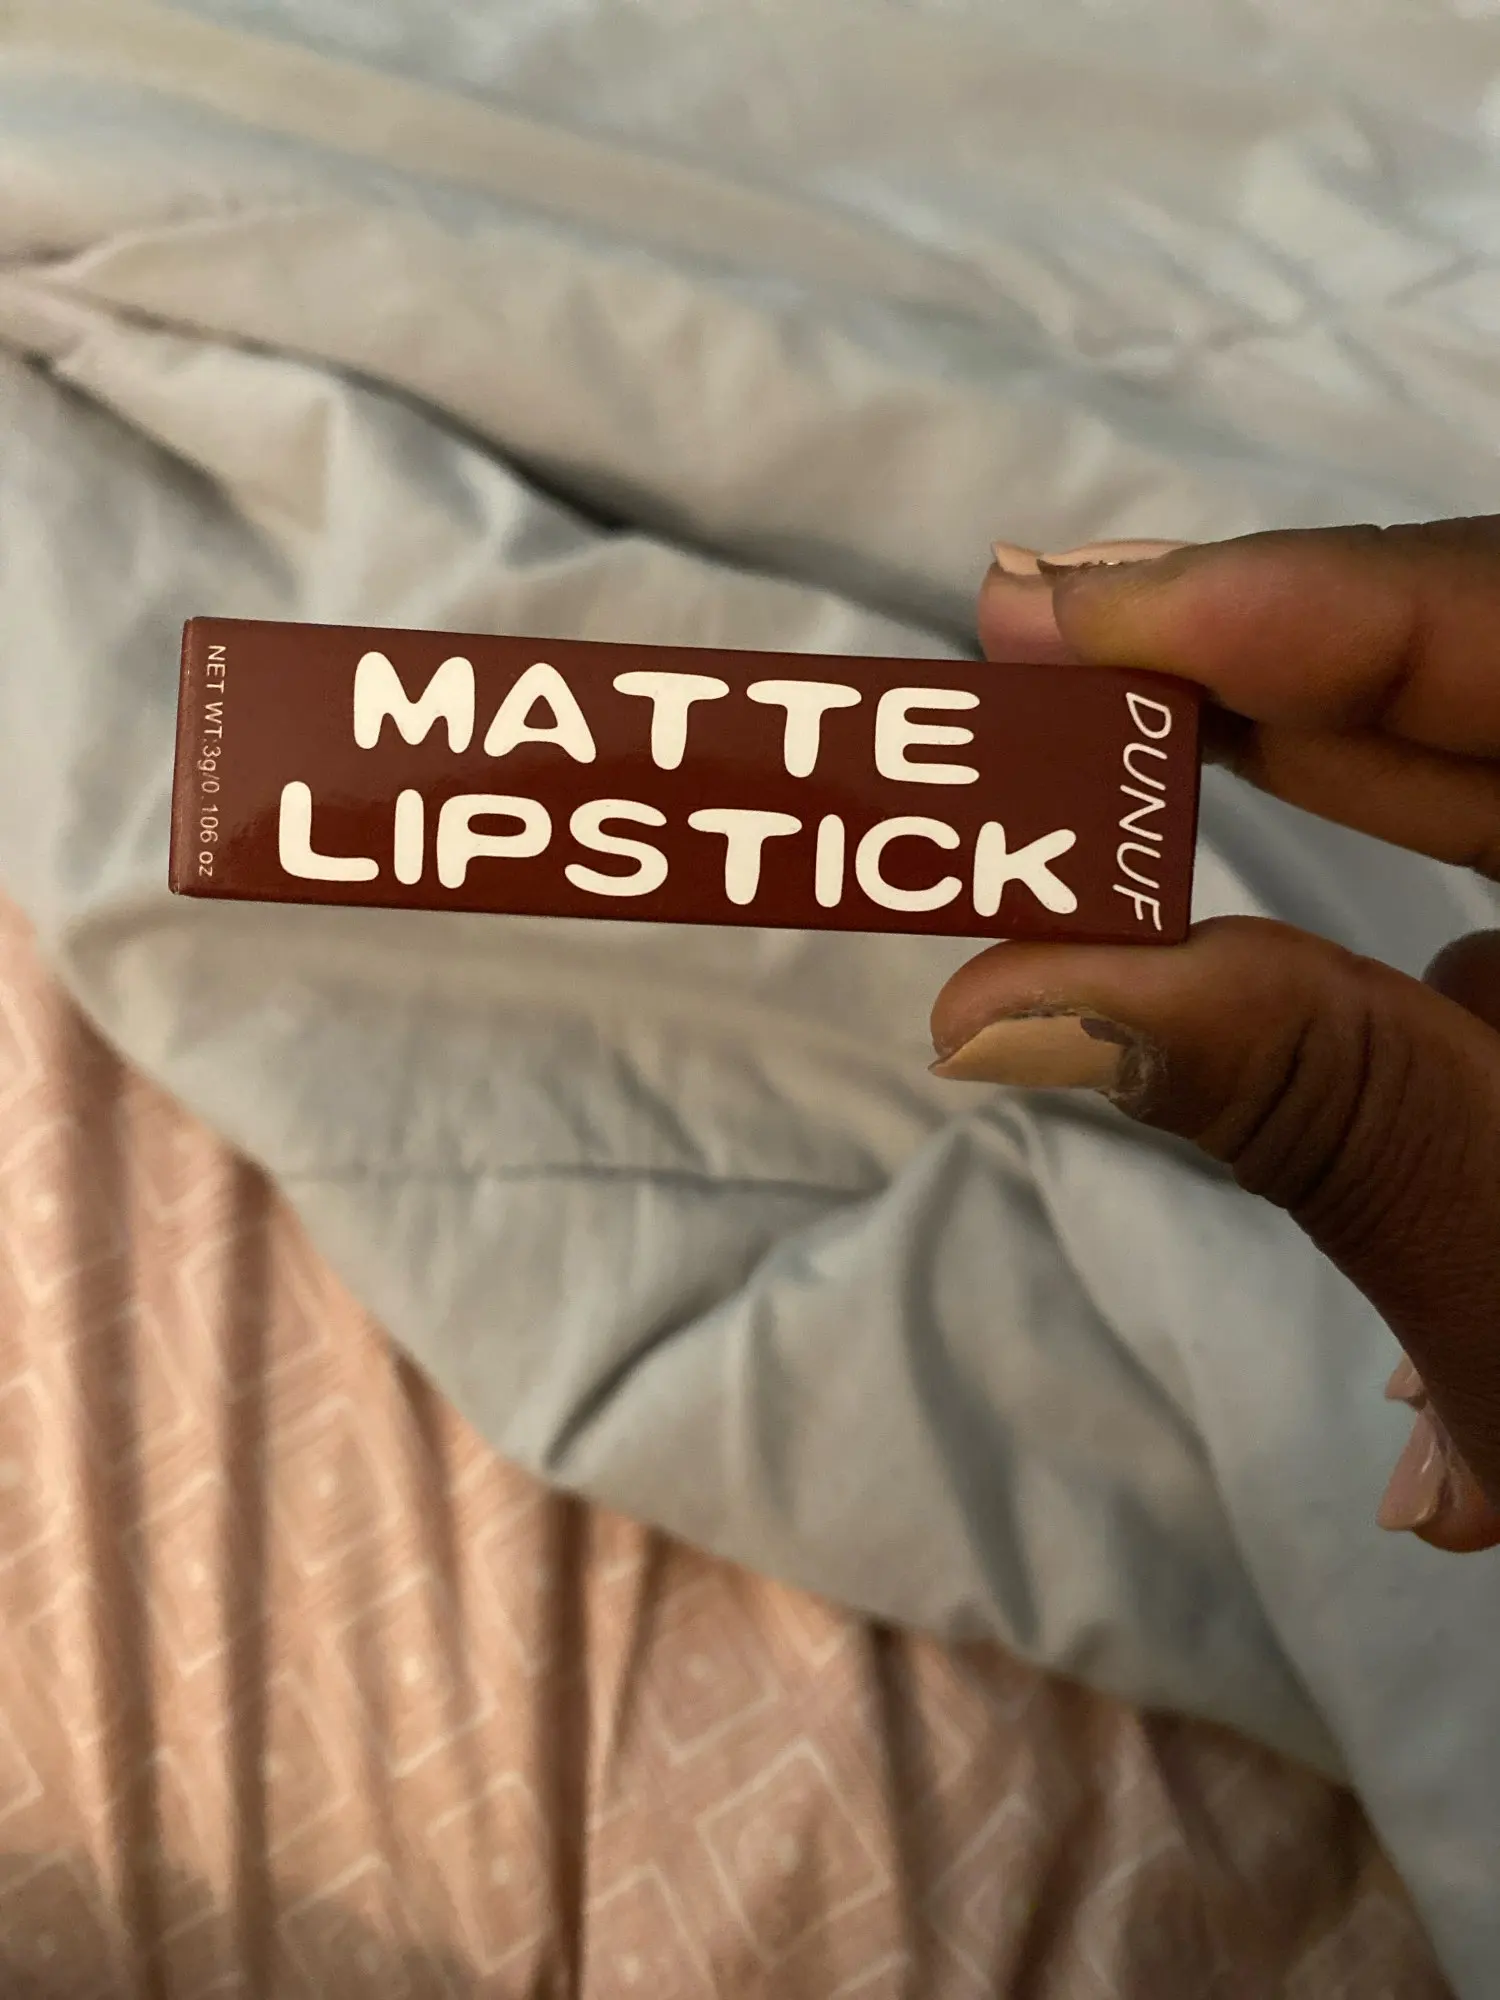 MATTE
LIPSTICK
DUNUF
NET WT:3g/0.106 oz